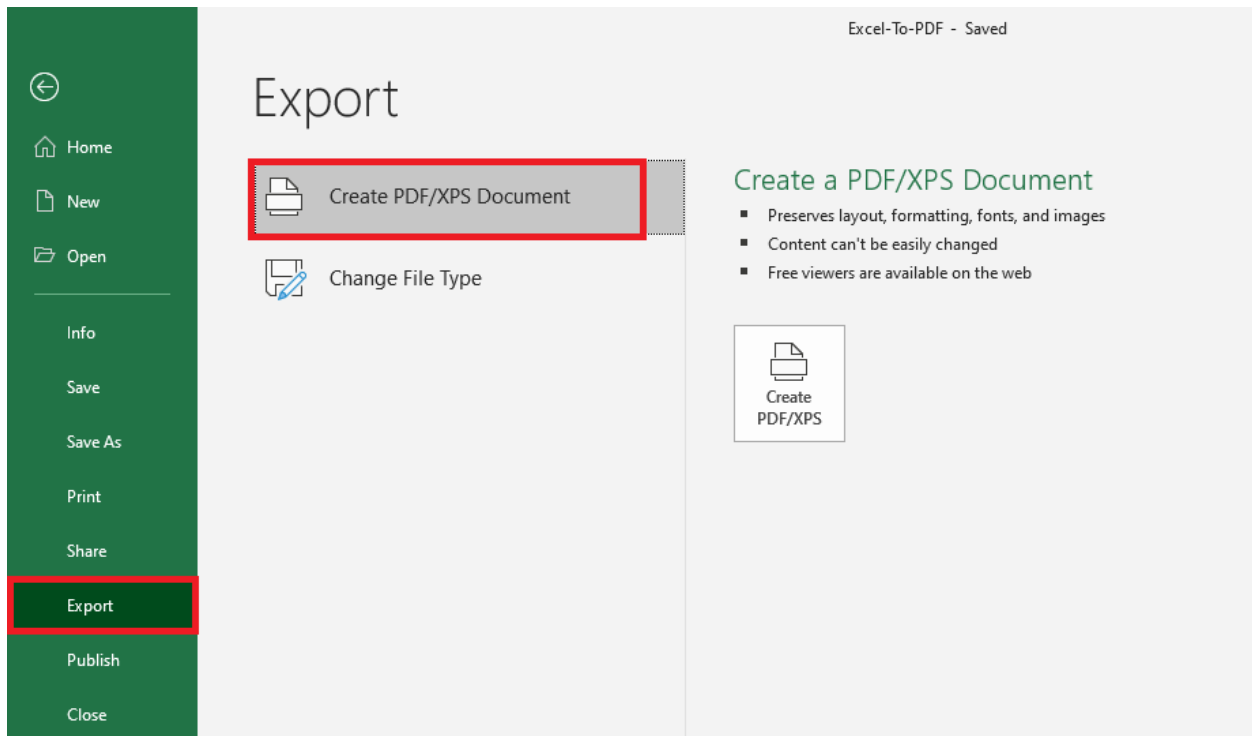 Excel-To-PDF - Saved
Export
Home
New
Open
Info
Save
Save As
Print
Share
Export
Publish
Close
Create PDF/XPS Document
Change File Type
Create a PDF/XPS Document
Preserves layout, formatting, fonts, and images
Content can't be easily changed
Free viewers are available on the web
Create
PDF/XPS